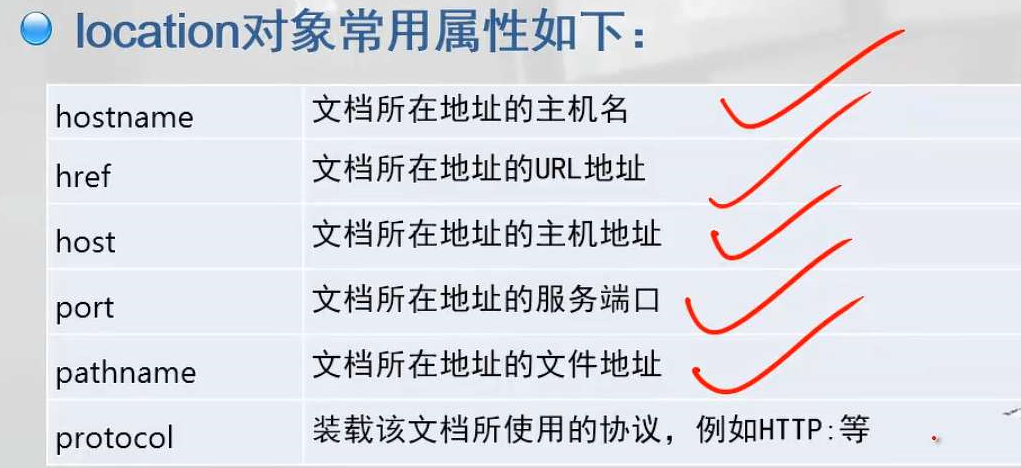 location对象常用属性如下：
hostname 文档所在地址的主机名
href 文档所在地址的URL地址
host 文档所在地址的主机地址
port 文档所在地址的服务端口
pathname 文档所在地址的文件地址
protocol 装载该文档所使用的协议，例如HTTP:等